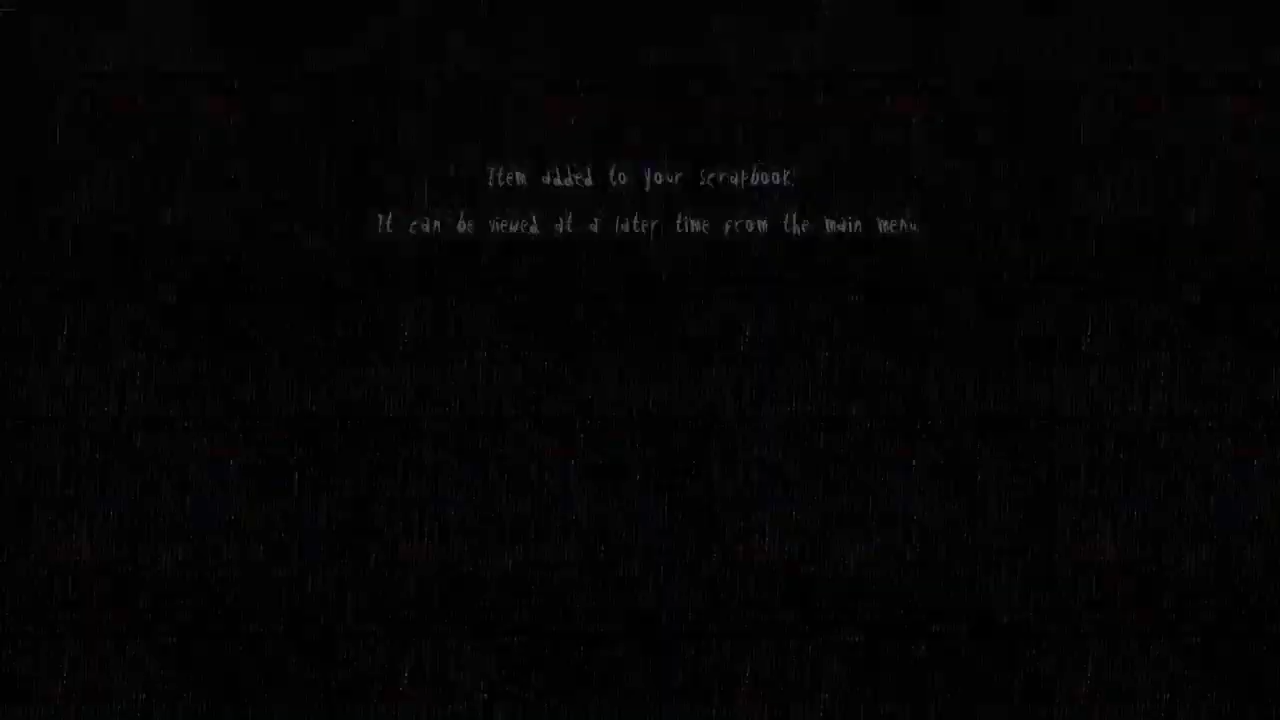 Item added to your scrapbook.
It can be viewed at a later time from the main menu.